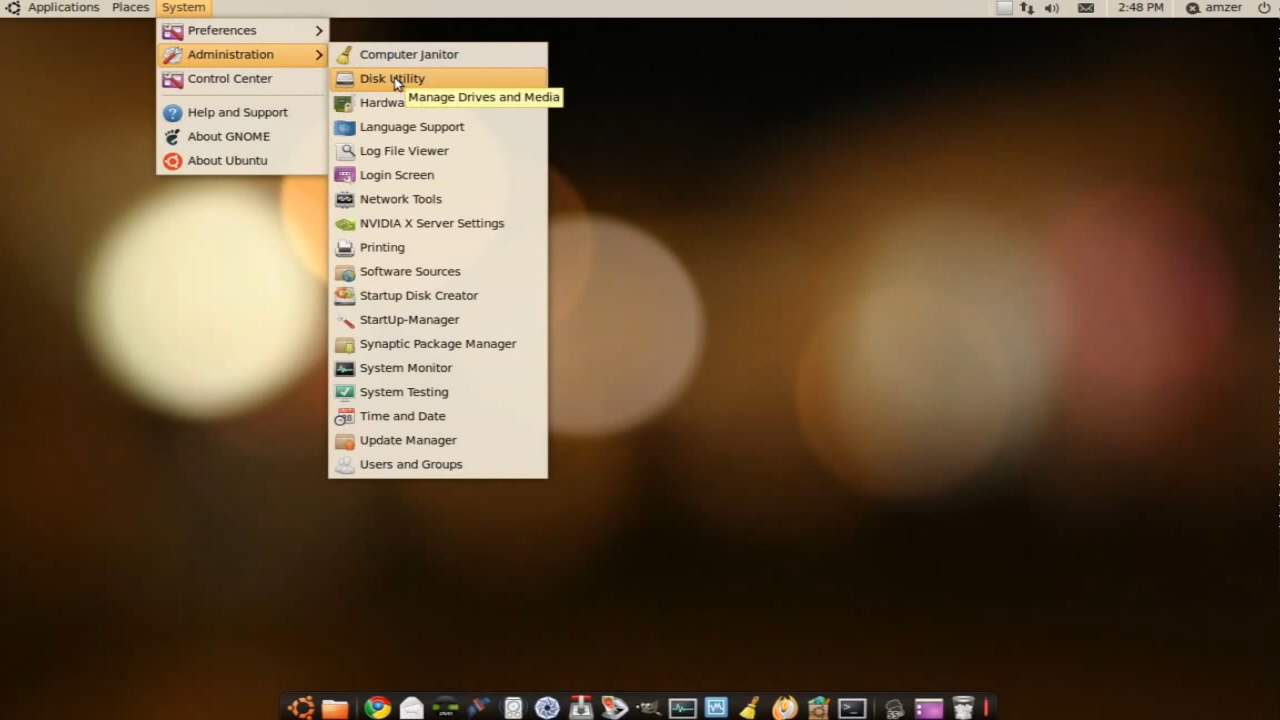 Applications Places System 2:48 PM amzer
Preferences
Administration
Control Center
Help and Support
About GNOME
About Ubuntu
Computer Janitor
Disk Utility
Manage Drives and Media
Hardwa
Language Support
Log File Viewer
Login Screen
Network Tools
NVIDIA X Server Settings
Printing
Software Sources
Startup Disk Creator
StartUp-Manager
Synaptic Package Manager
System Monitor
System Testing
Time and Date
Update Manager
Users and Groups